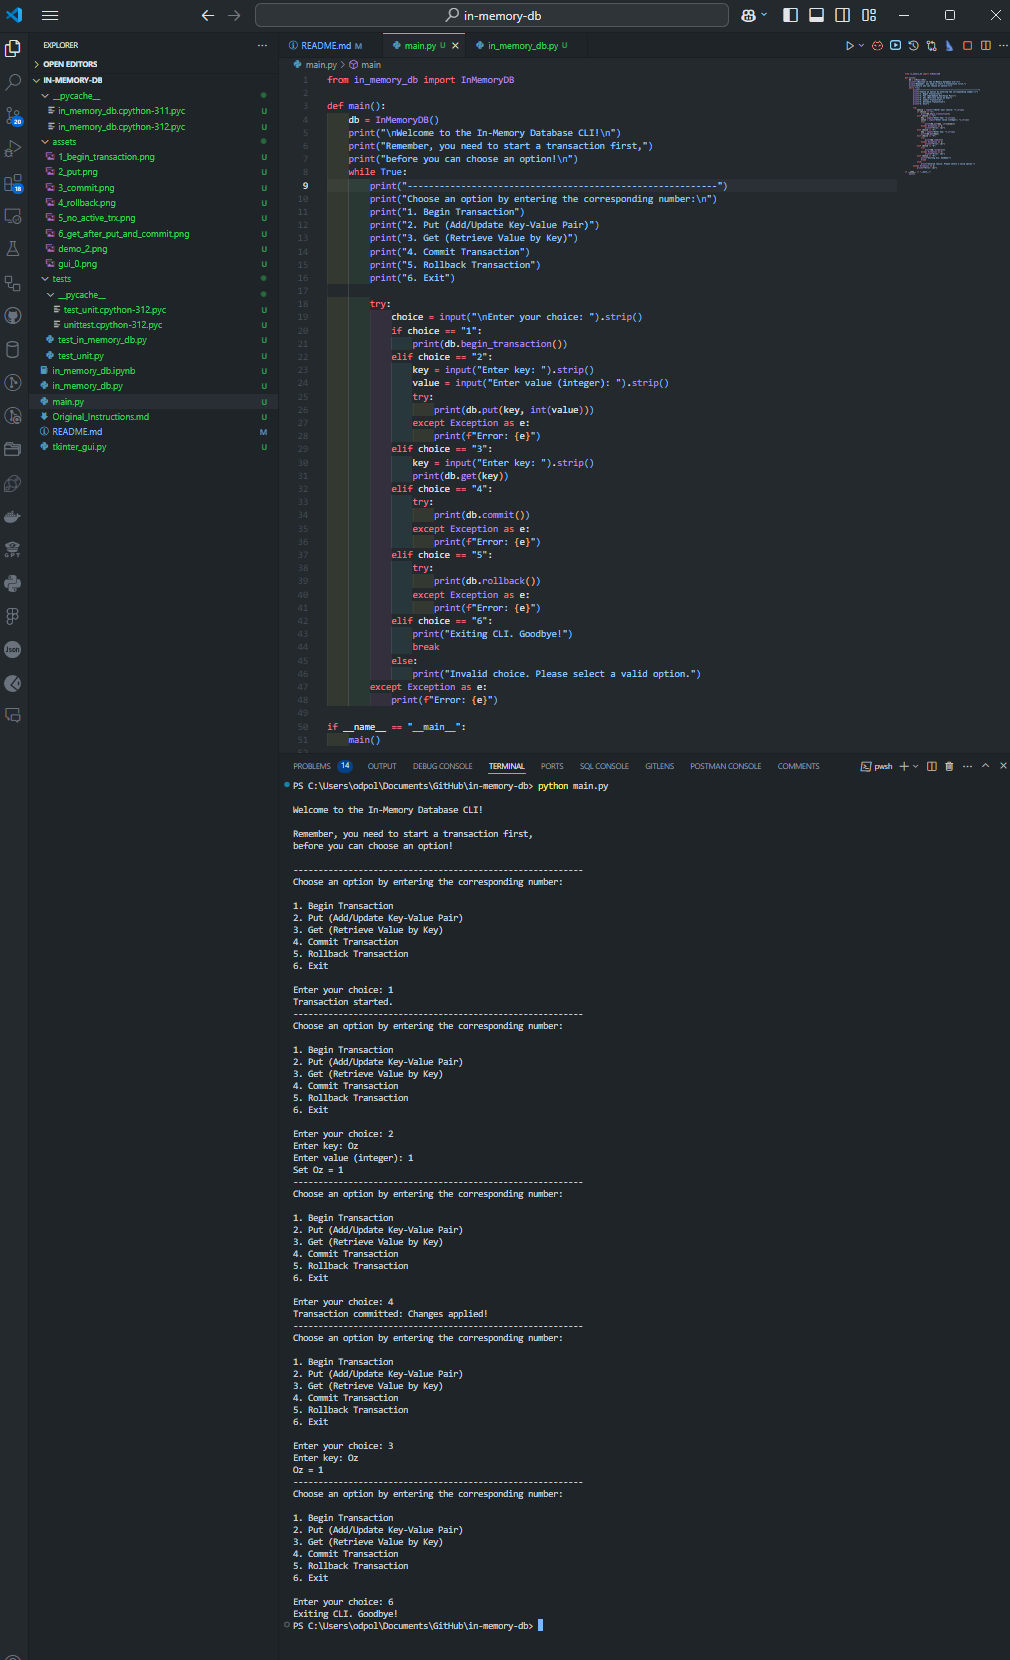 in-memory-db
EXPLORER
OPEN EDITORS
IN-MEMORY-DB
__pycache__
in_memory_db.cpython-311.pyc U
in_memory_db.cpython-312.pyc U
assets
1_begin_transaction.png U
2_put.png U
3_commit.png U
4_rollback.png U
5_no_active_trx.png U
6_get_after_put_and_commit.png U
demo_2.png U
gui_0.png U
tests
__pycache__
test_unit.cpython-312.pyc U
unittest.cpython-312.pyc U
test_in_memory_db.py U
test_unit.py U
in_memory_db.ipynb U
in_memory_db.py U
main.py U
Original_Instructions.md U
README.md M
tkinter_gui.py U
20
18
GPT
Json
README.md M main.py U in_memory_db.py U
main.py > main
1 from in_memory_db import InMemoryDB
2
3 def main():
4 db = InMemoryDB()
5 print("\nWelcome to the In-Memory Database CLI!\n")
6 print("Remember, you need to start a transaction first,")
7 print("before you can choose an option!\n")
8 while True:
9 print("----------------------------------------------------------")
10 print("Choose an option by entering the corresponding number:\n")
11 print("1. Begin Transaction")
12 print("2. Put (Add/Update Key-Value Pair)")
13 print("3. Get (Retrieve Value by Key)")
14 print("4. Commit Transaction")
15 print("5. Rollback Transaction")
16 print("6. Exit")
17
18 try:
19 choice = input("\nEnter your choice: ").strip()
20 if choice == "1":
21 print(db.begin_transaction())
22 elif choice == "2":
23 key = input("Enter key: ").strip()
24 value = input("Enter value (integer): ").strip()
25 try:
26 print(db.put(key, int(value)))
27 except Exception as e:
28 print(f"Error: {e}")
29 elif choice == "3":
30 key = input("Enter key: ").strip()
31 print(db.get(key))
32 elif choice == "4":
33 try:
34 print(db.commit())
35 except Exception as e:
36 print(f"Error: {e}")
37 elif choice == "5":
38 try:
39 print(db.rollback())
40 except Exception as e:
41 print(f"Error: {e}")
42 elif choice == "6":
43 print("Exiting CLI. Goodbye!")
44 break
45 else:
46 print("Invalid choice. Please select a valid option.")
47 except Exception as e:
48 print(f"Error: {e}")
49
50 if __name__ == "__main__":
51 main()
52
PROBLEMS 14 OUTPUT DEBUG CONSOLE TERMINAL PORTS SQL CONSOLE GITLENS POSTMAN CONSOLE COMMENTS pwsh
PS C:\Users\odpol\Documents\GitHub\in-memory-db> python main.py
Welcome to the In-Memory Database CLI!
Remember, you need to start a transaction first,
before you can choose an option!
----------------------------------------------------------
Choose an option by entering the corresponding number:
1. Begin Transaction
2. Put (Add/Update Key-Value Pair)
3. Get (Retrieve Value by Key)
4. Commit Transaction
5. Rollback Transaction
6. Exit
Enter your choice: 1
Transaction started.
----------------------------------------------------------
Choose an option by entering the corresponding number:
1. Begin Transaction
2. Put (Add/Update Key-Value Pair)
3. Get (Retrieve Value by Key)
4. Commit Transaction
5. Rollback Transaction
6. Exit
Enter your choice: 2
Enter key: Oz
Enter value (integer): 1
Set Oz = 1
----------------------------------------------------------
Choose an option by entering the corresponding number:
1. Begin Transaction
2. Put (Add/Update Key-Value Pair)
3. Get (Retrieve Value by Key)
4. Commit Transaction
5. Rollback Transaction
6. Exit
Enter your choice: 4
Transaction committed: Changes applied!
----------------------------------------------------------
Choose an option by entering the corresponding number:
1. Begin Transaction
2. Put (Add/Update Key-Value Pair)
3. Get (Retrieve Value by Key)
4. Commit Transaction
5. Rollback Transaction
6. Exit
Enter your choice: 3
Enter key: Oz
Oz = 1
----------------------------------------------------------
Choose an option by entering the corresponding number:
1. Begin Transaction
2. Put (Add/Update Key-Value Pair)
3. Get (Retrieve Value by Key)
4. Commit Transaction
5. Rollback Transaction
6. Exit
Enter your choice: 6
Exiting CLI. Goodbye!
PS C:\Users\odpol\Documents\GitHub\in-memory-db>